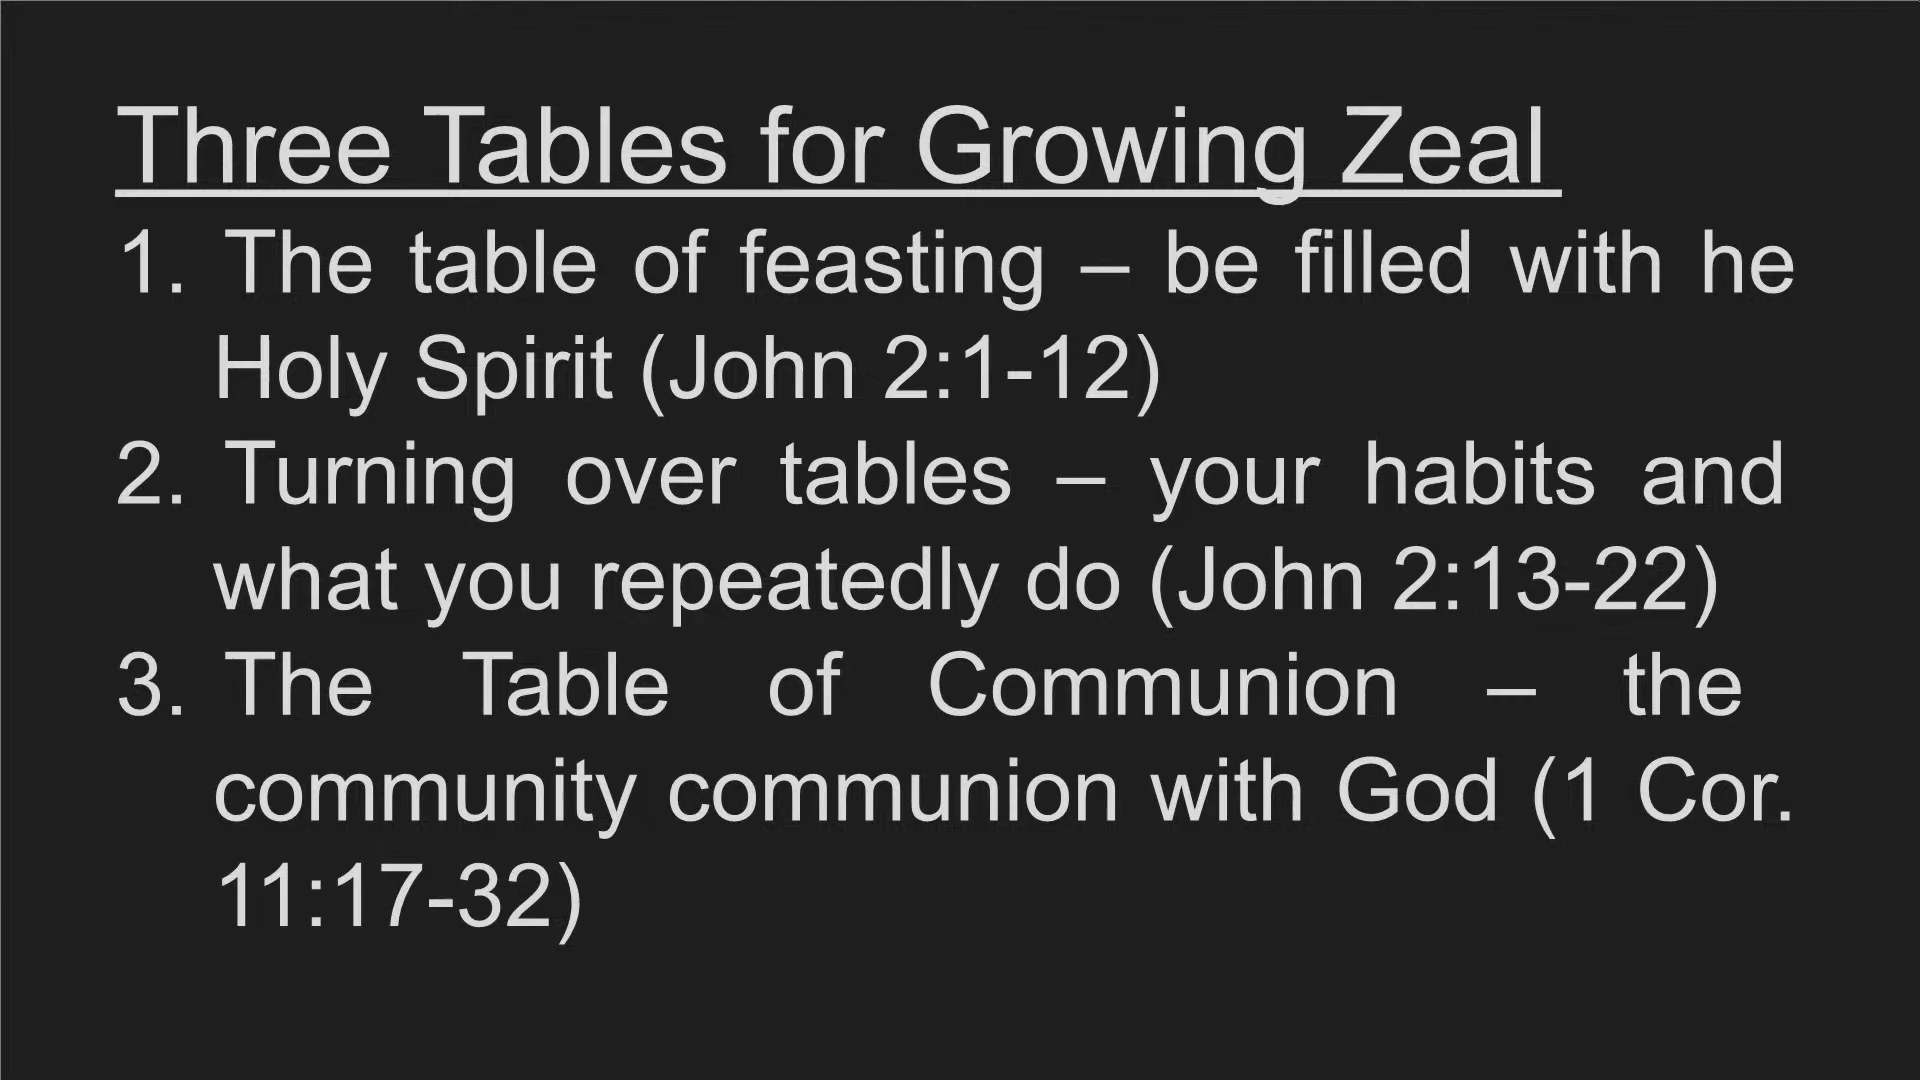 Three Tables for Growing Zeal
1. The table of feasting – be filled with he
Holy Spirit (John 2:1-12)
2. Turning over tables – your habits and
what you repeatedly do (John 2:13-22)
3. The Table of Communion – the
community communion with God (1 Cor.
11:17-32)